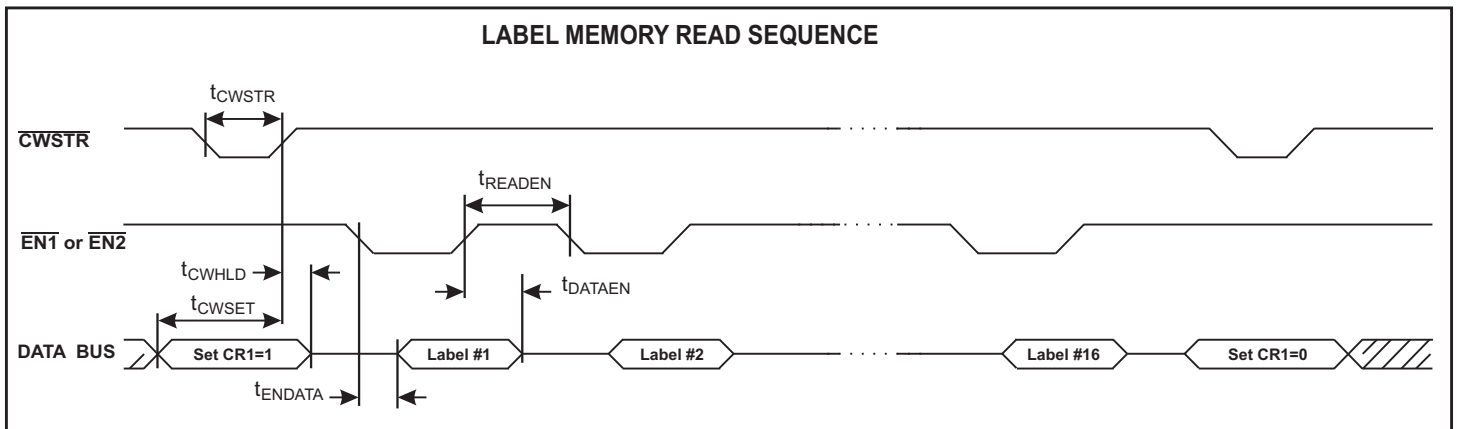 LABEL MEMORY READ SEQUENCE
tCWSTR
CWSTR
tREADEN
EN1 or EN2
tCWHLD
tDATAEN
tCWSET
DATA BUS Set CR1=1 Label #1 Label #2 Label #16 Set CR1=0
tENDATA